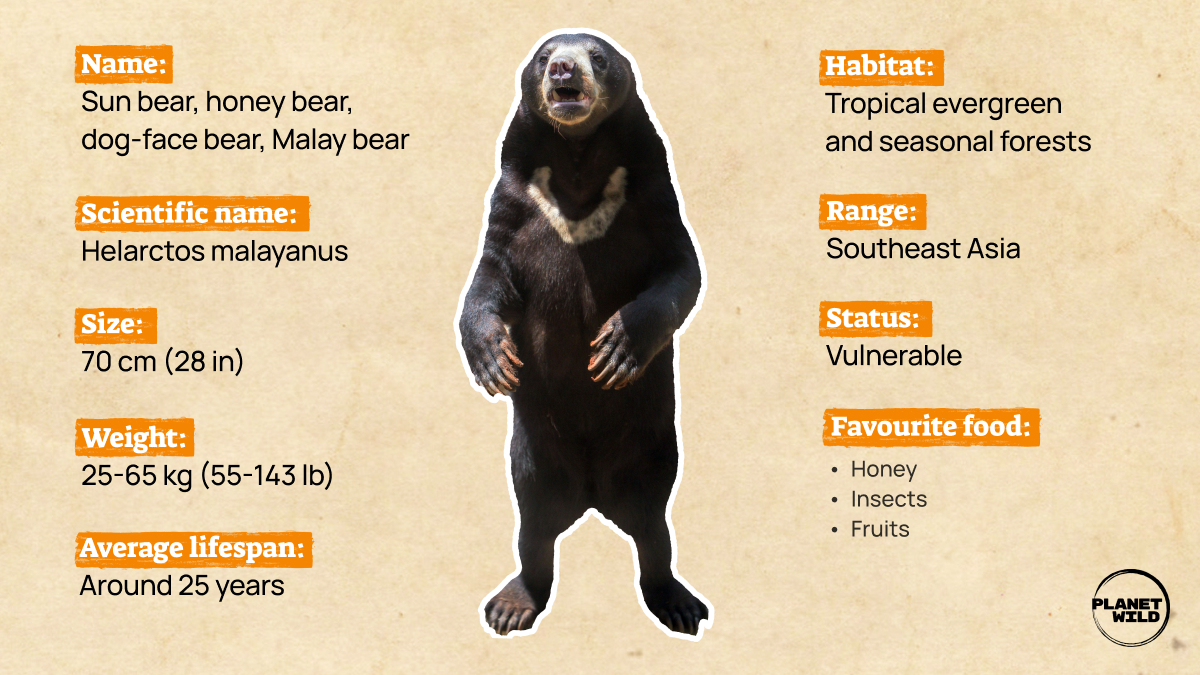 Name:
Sun bear, honey bear,
dog-face bear, Malay bear
Scientific name:
Helarctos malayanus
Size:
70 cm (28 in)
Weight:
25-65 kg (55-143 lb)
Average lifespan:
Around 25 years
Habitat:
Tropical evergreen
and seasonal forests
Range:
Southeast Asia
Status:
Vulnerable
Favourite food:
• Honey
• Insects
• Fruits
PLANET
WILD